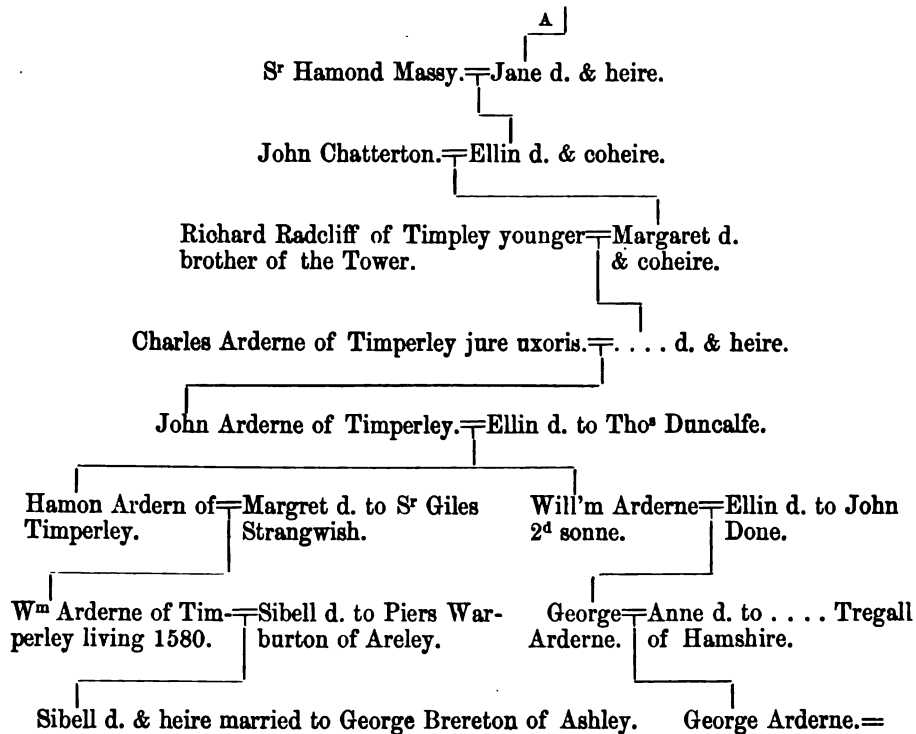 A
Sʳ Hamond Massy.=Jane d. & heire.
John Chatterton.=Ellin d. & coheire.
Richard Radcliff of Timpley younger=Margaret d.
brother of the Tower. & coheire.
Charles Arderne of Timperley jure uxoris.=. . . . d. & heire.
John Arderne of Timperley.=Ellin d. to Thoˢ Duncalfe.
Hamon Ardern of=Margret d. to Sʳ Giles
Timperley. Strangwish.
Will'm Arderne=Ellin d. to John
2ᵈ sonne. Done.
Wᵐ Arderne of Tim-=Sibell d. to Piers War-
perley living 1580. burton of Areley.
George=Anne d. to . . . . Tregall
Arderne. of Hamshire.
Sibell d. & heire married to George Brereton of Ashley.
George Arderne.=